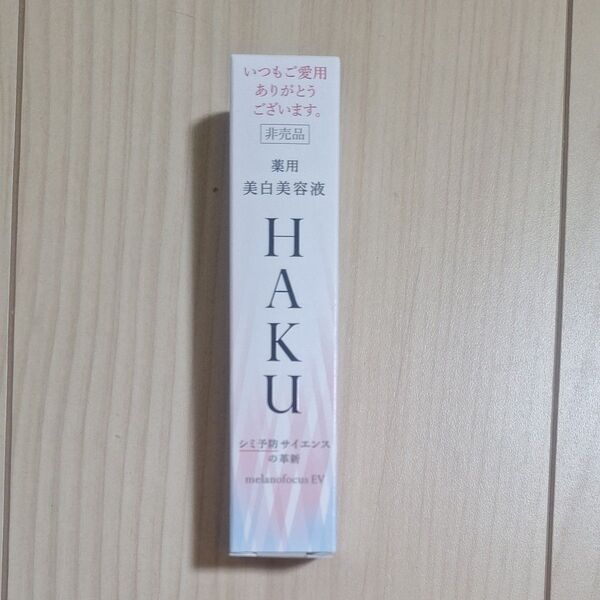 いつもご愛用
ありがとう
ございます。
非売品
薬用
美白美容液
HAKU
シミ予防サイエンス
の革新
melanofocus EV